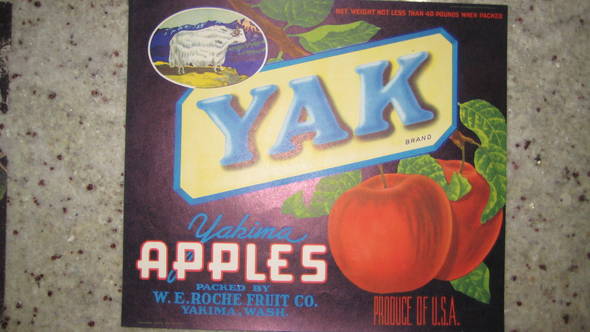 NET WEIGHT NOT LESS THAN 40 POUNDS WHEN PACKED
YAK
BRAND
Yakima
APPLES
PACKED BY
W. E. ROCHE FRUIT CO.
YAKIMA, WASH.
PRODUCE OF U.S.A.